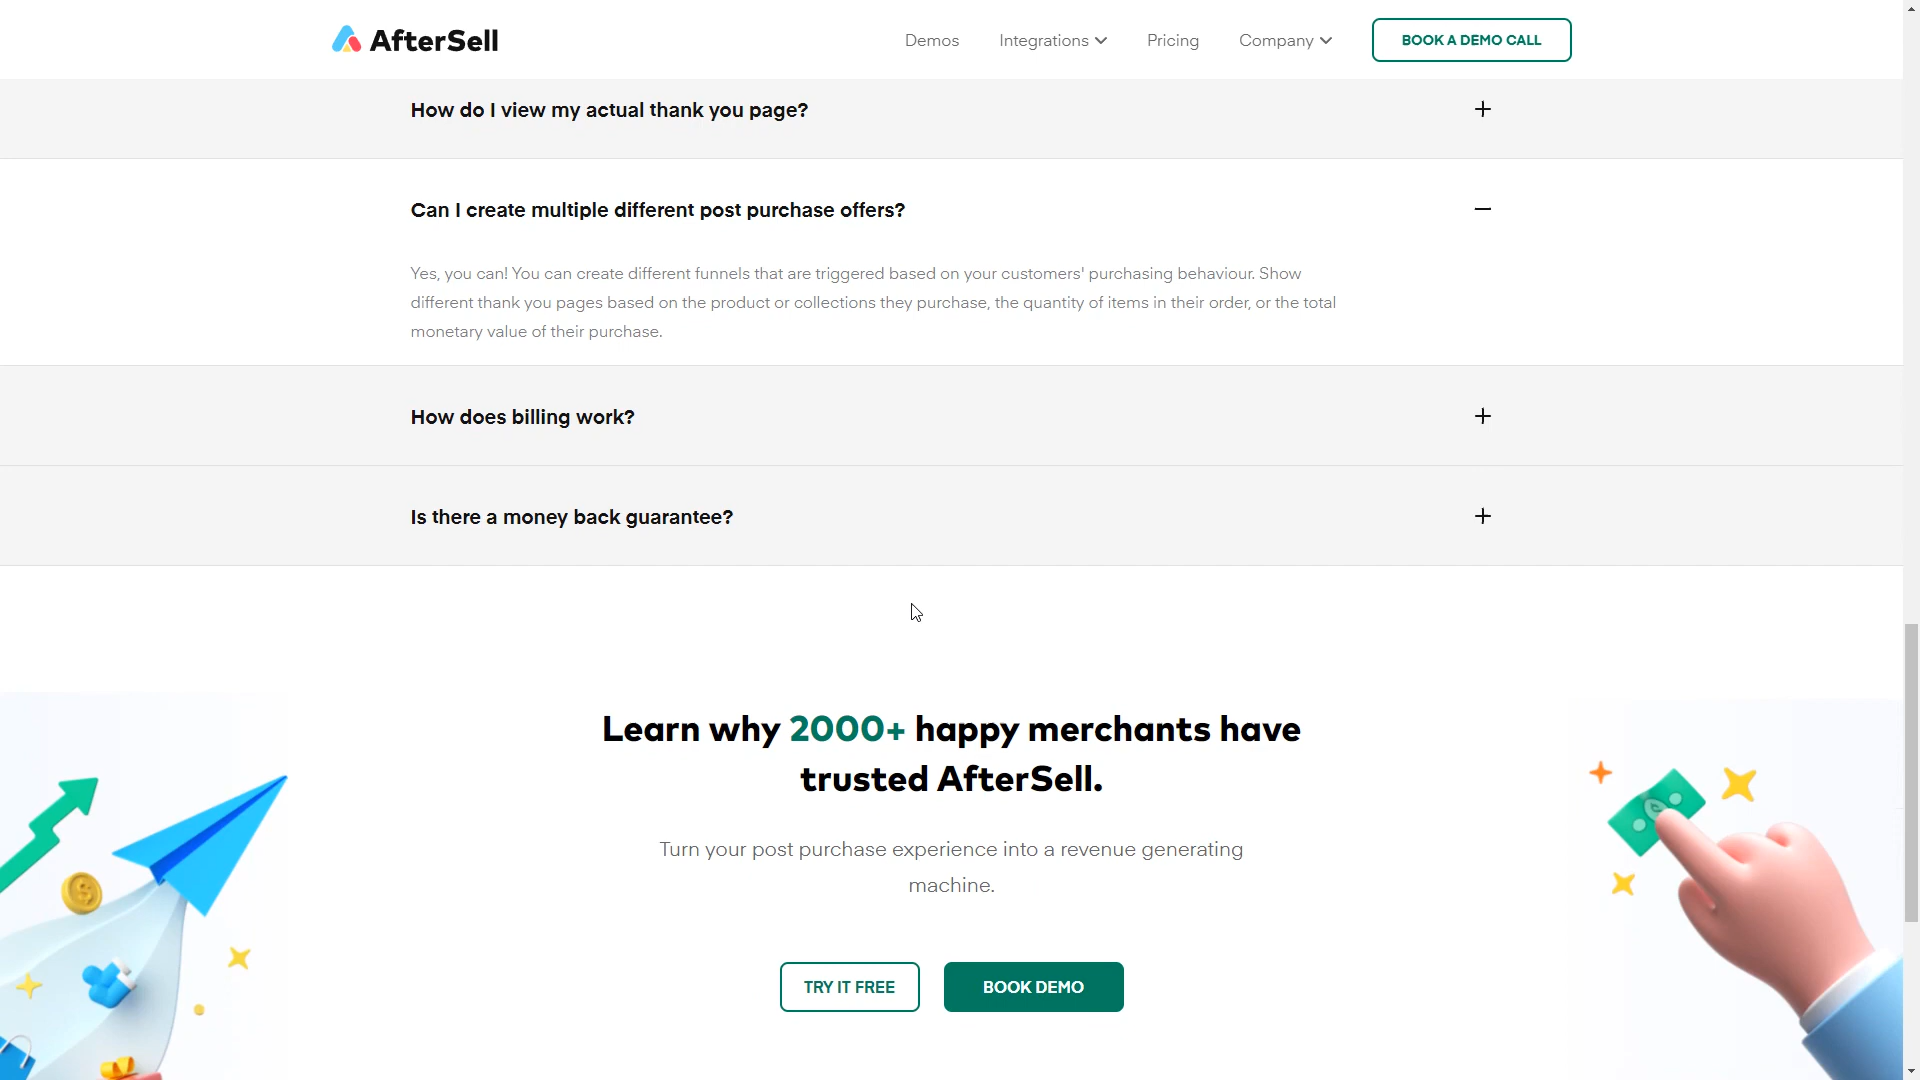 AfterSell
Demos
Integrations
Pricing
Company
BOOK A DEMO CALL
How do I view my actual thank you page?
Can I create multiple different post purchase offers?
Yes, you can! You can create different funnels that are triggered based on your customers' purchasing behaviour. Show
different thank you pages based on the product or collections they purchase, the quantity of items in their order, or the total
monetary value of their purchase.
How does billing work?
Is there a money back guarantee?
Learn why 2000+ happy merchants have
trusted AfterSell.
Turn your post purchase experience into a revenue generating
machine.
TRY IT FREE
BOOK DEMO